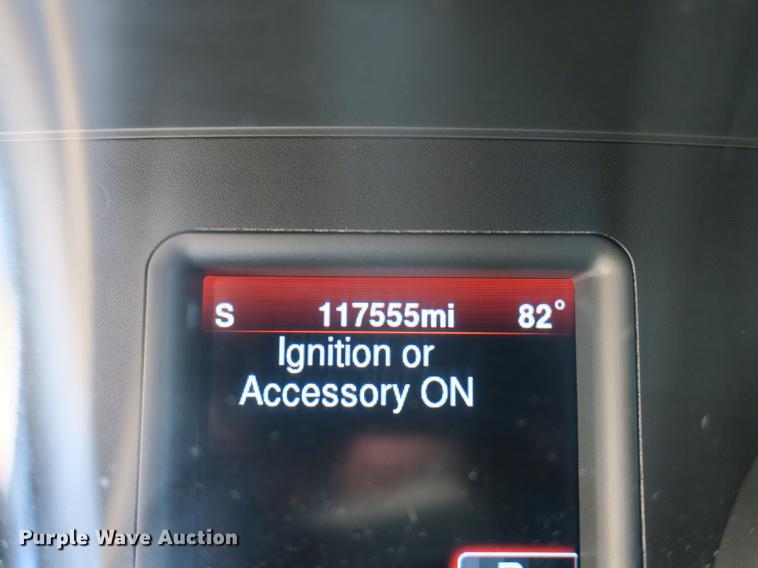 S 117555mi 82°
Ignition or
Accessory ON
Purple Wave Auction